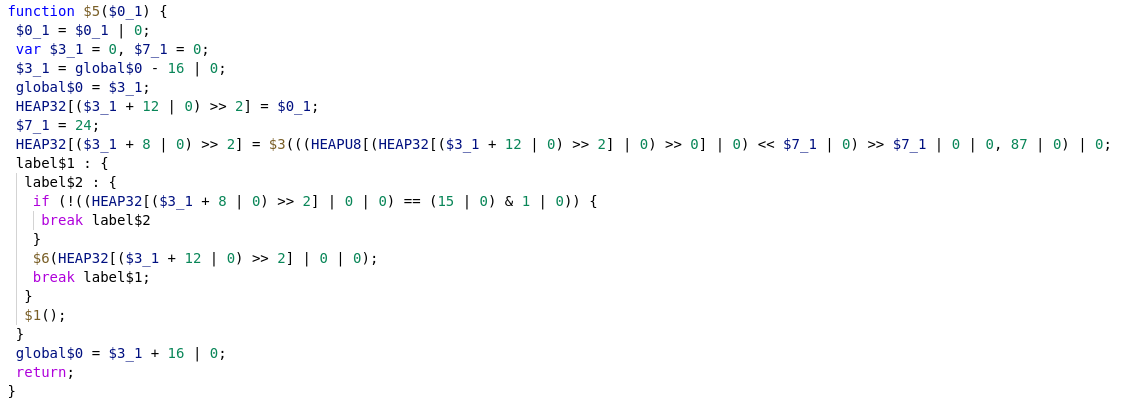 function $5($0_1) {
$0_1 = $0_1 | 0;
var $3_1 = 0, $7_1 = 0;
$3_1 = global$0 - 16 | 0;
global$0 = $3_1;
HEAP32[($3_1 + 12 | 0) >> 2] = $0_1;
$7_1 = 24;
HEAP32[($3_1 + 8 | 0) >> 2] = $3(((HEAPU8[(HEAP32[($3_1 + 12 | 0) >> 2] | 0) >> 0] | 0) << $7_1 | 0) >> $7_1 | 0 | 0, 87 | 0) | 0;
label$1 : {
label$2 : {
if (!((HEAP32[($3_1 + 8 | 0) >> 2] | 0 | 0) == (15 | 0) & 1 | 0)) {
break label$2
}
$6(HEAP32[($3_1 + 12 | 0) >> 2] | 0 | 0);
break label$1;
}
$1();
}
global$0 = $3_1 + 16 | 0;
return;
}